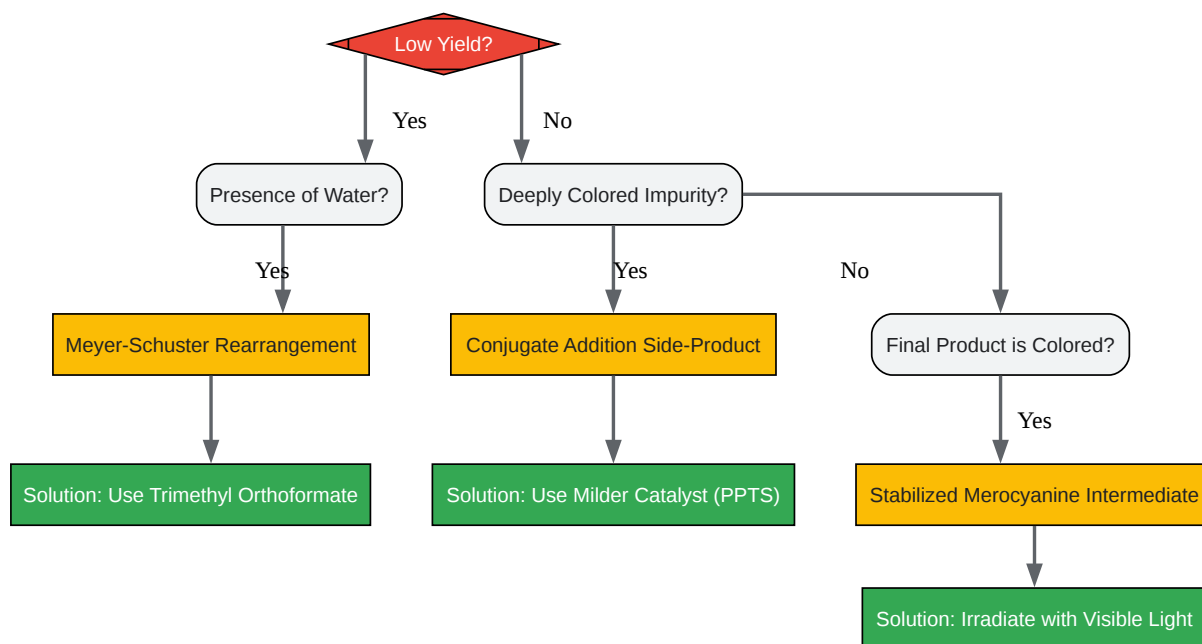 Low Yield?
Yes
No
Presence of Water?
Deeply Colored Impurity?
Yes
Yes
No
Meyer-Schuster Rearrangement
Conjugate Addition Side-Product
Final Product is Colored?
Yes
Solution: Use Trimethyl Orthoformate
Solution: Use Milder Catalyst (PPTS)
Stabilized Merocyanine Intermediate
Solution: Irradiate with Visible Light